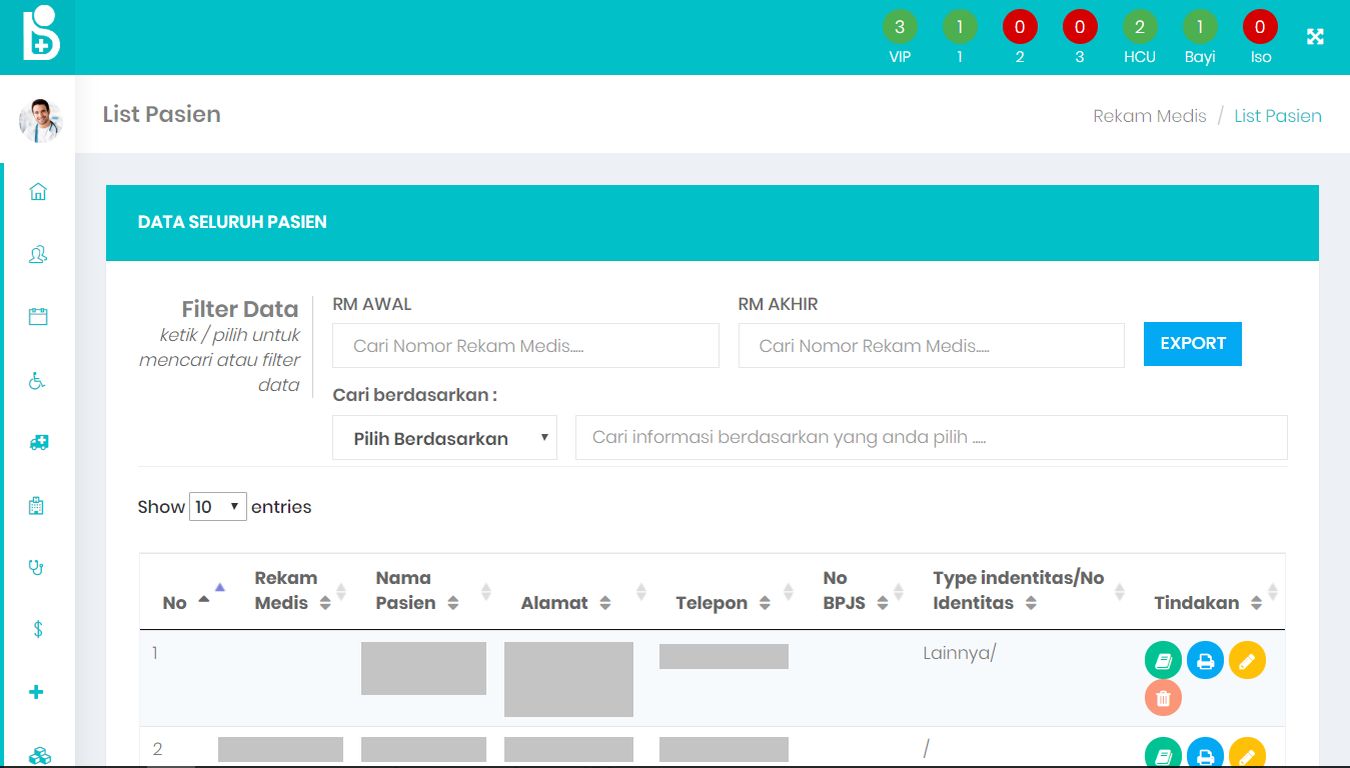 3 1 0 0 2 1 0
VIP 1 2 3 HCU Bayi Iso
List Pasien
Rekam Medis / List Pasien
DATA SELURUH PASIEN
Filter Data
ketik / pilih untuk
mencari atau filter
data
RM AWAL
RM AKHIR
Cari Nomor Rekam Medis.....
Cari Nomor Rekam Medis.....
EXPORT
Cari berdasarkan :
Pilih Berdasarkan
Cari informasi berdasarkan yang anda pilih .....
Show 10 entries
No
Rekam
Medis
Nama
Pasien
Alamat
Telepon
No
BPJS
Type indentitas/No
Identitas
Tindakan
1 Lainnya/
2 /